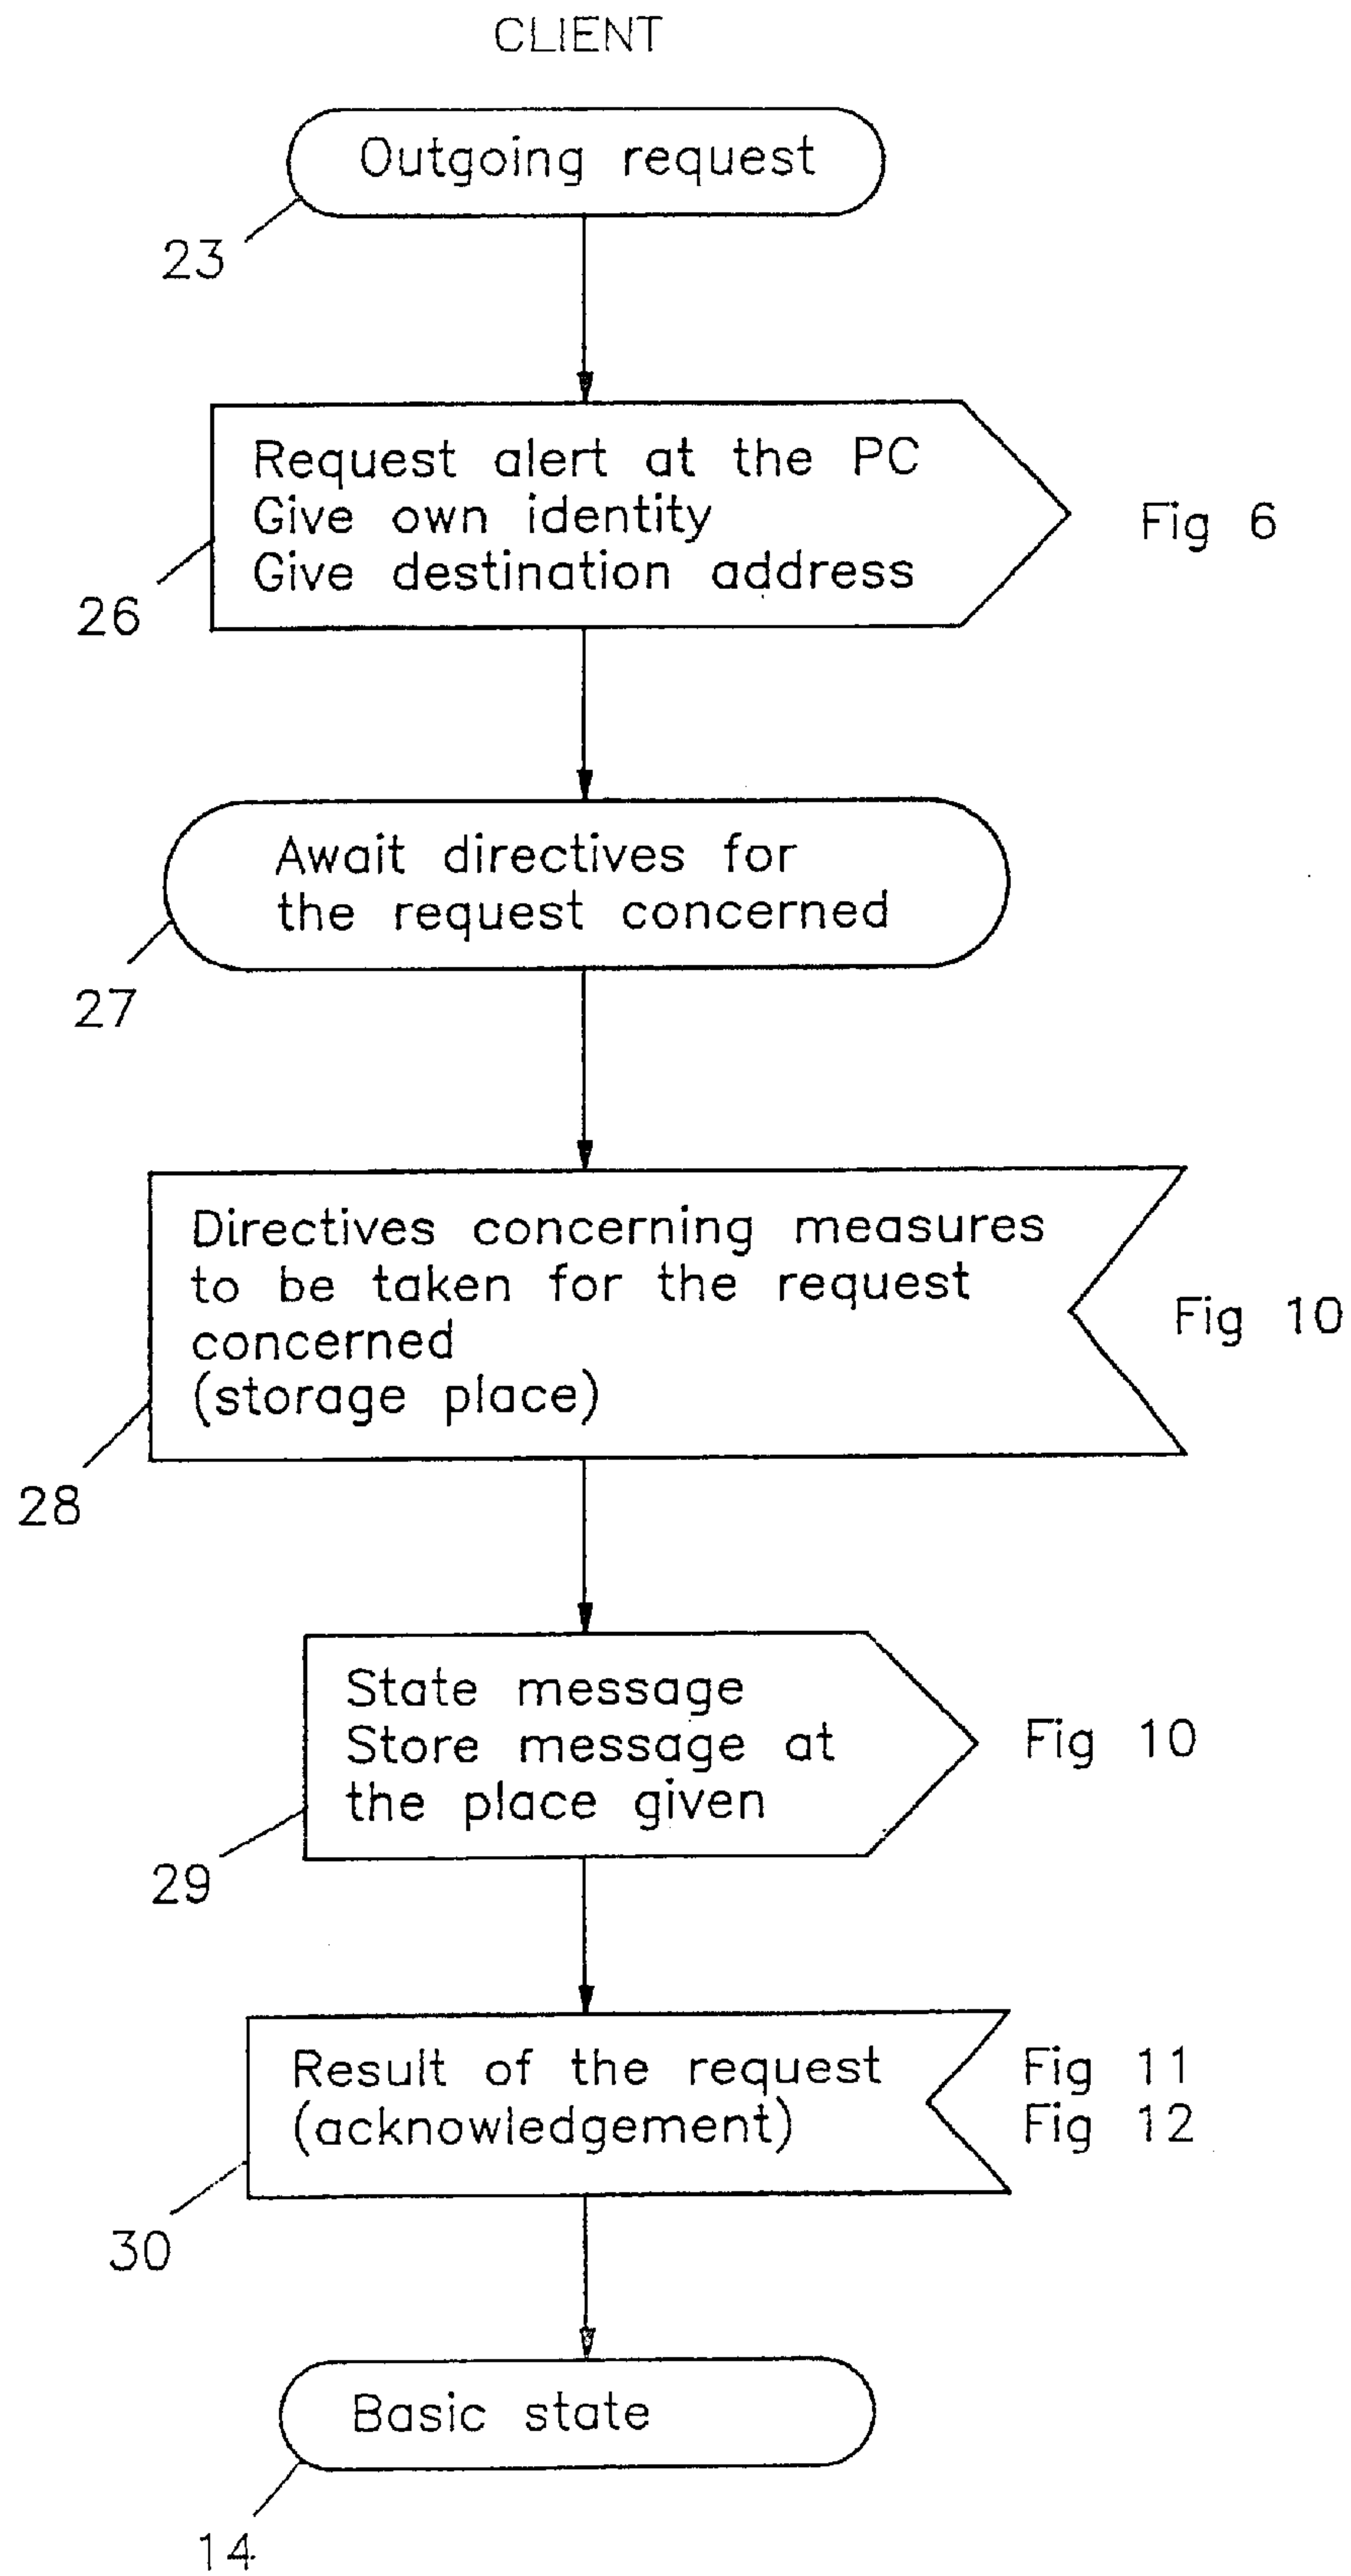 CLIENT
Outgoing request
23
Request alert at the PC
Give own identity
Give destination address
Fig 6
26
Await directives for
the request concerned
27
Directives concerning measures
to be taken for the request
concerned
(storage place)
Fig 10
28
State message
Store message at
the place given
Fig 10
29
Result of the request
(acknowledgement)
Fig 11
Fig 12
30
Basic state
14